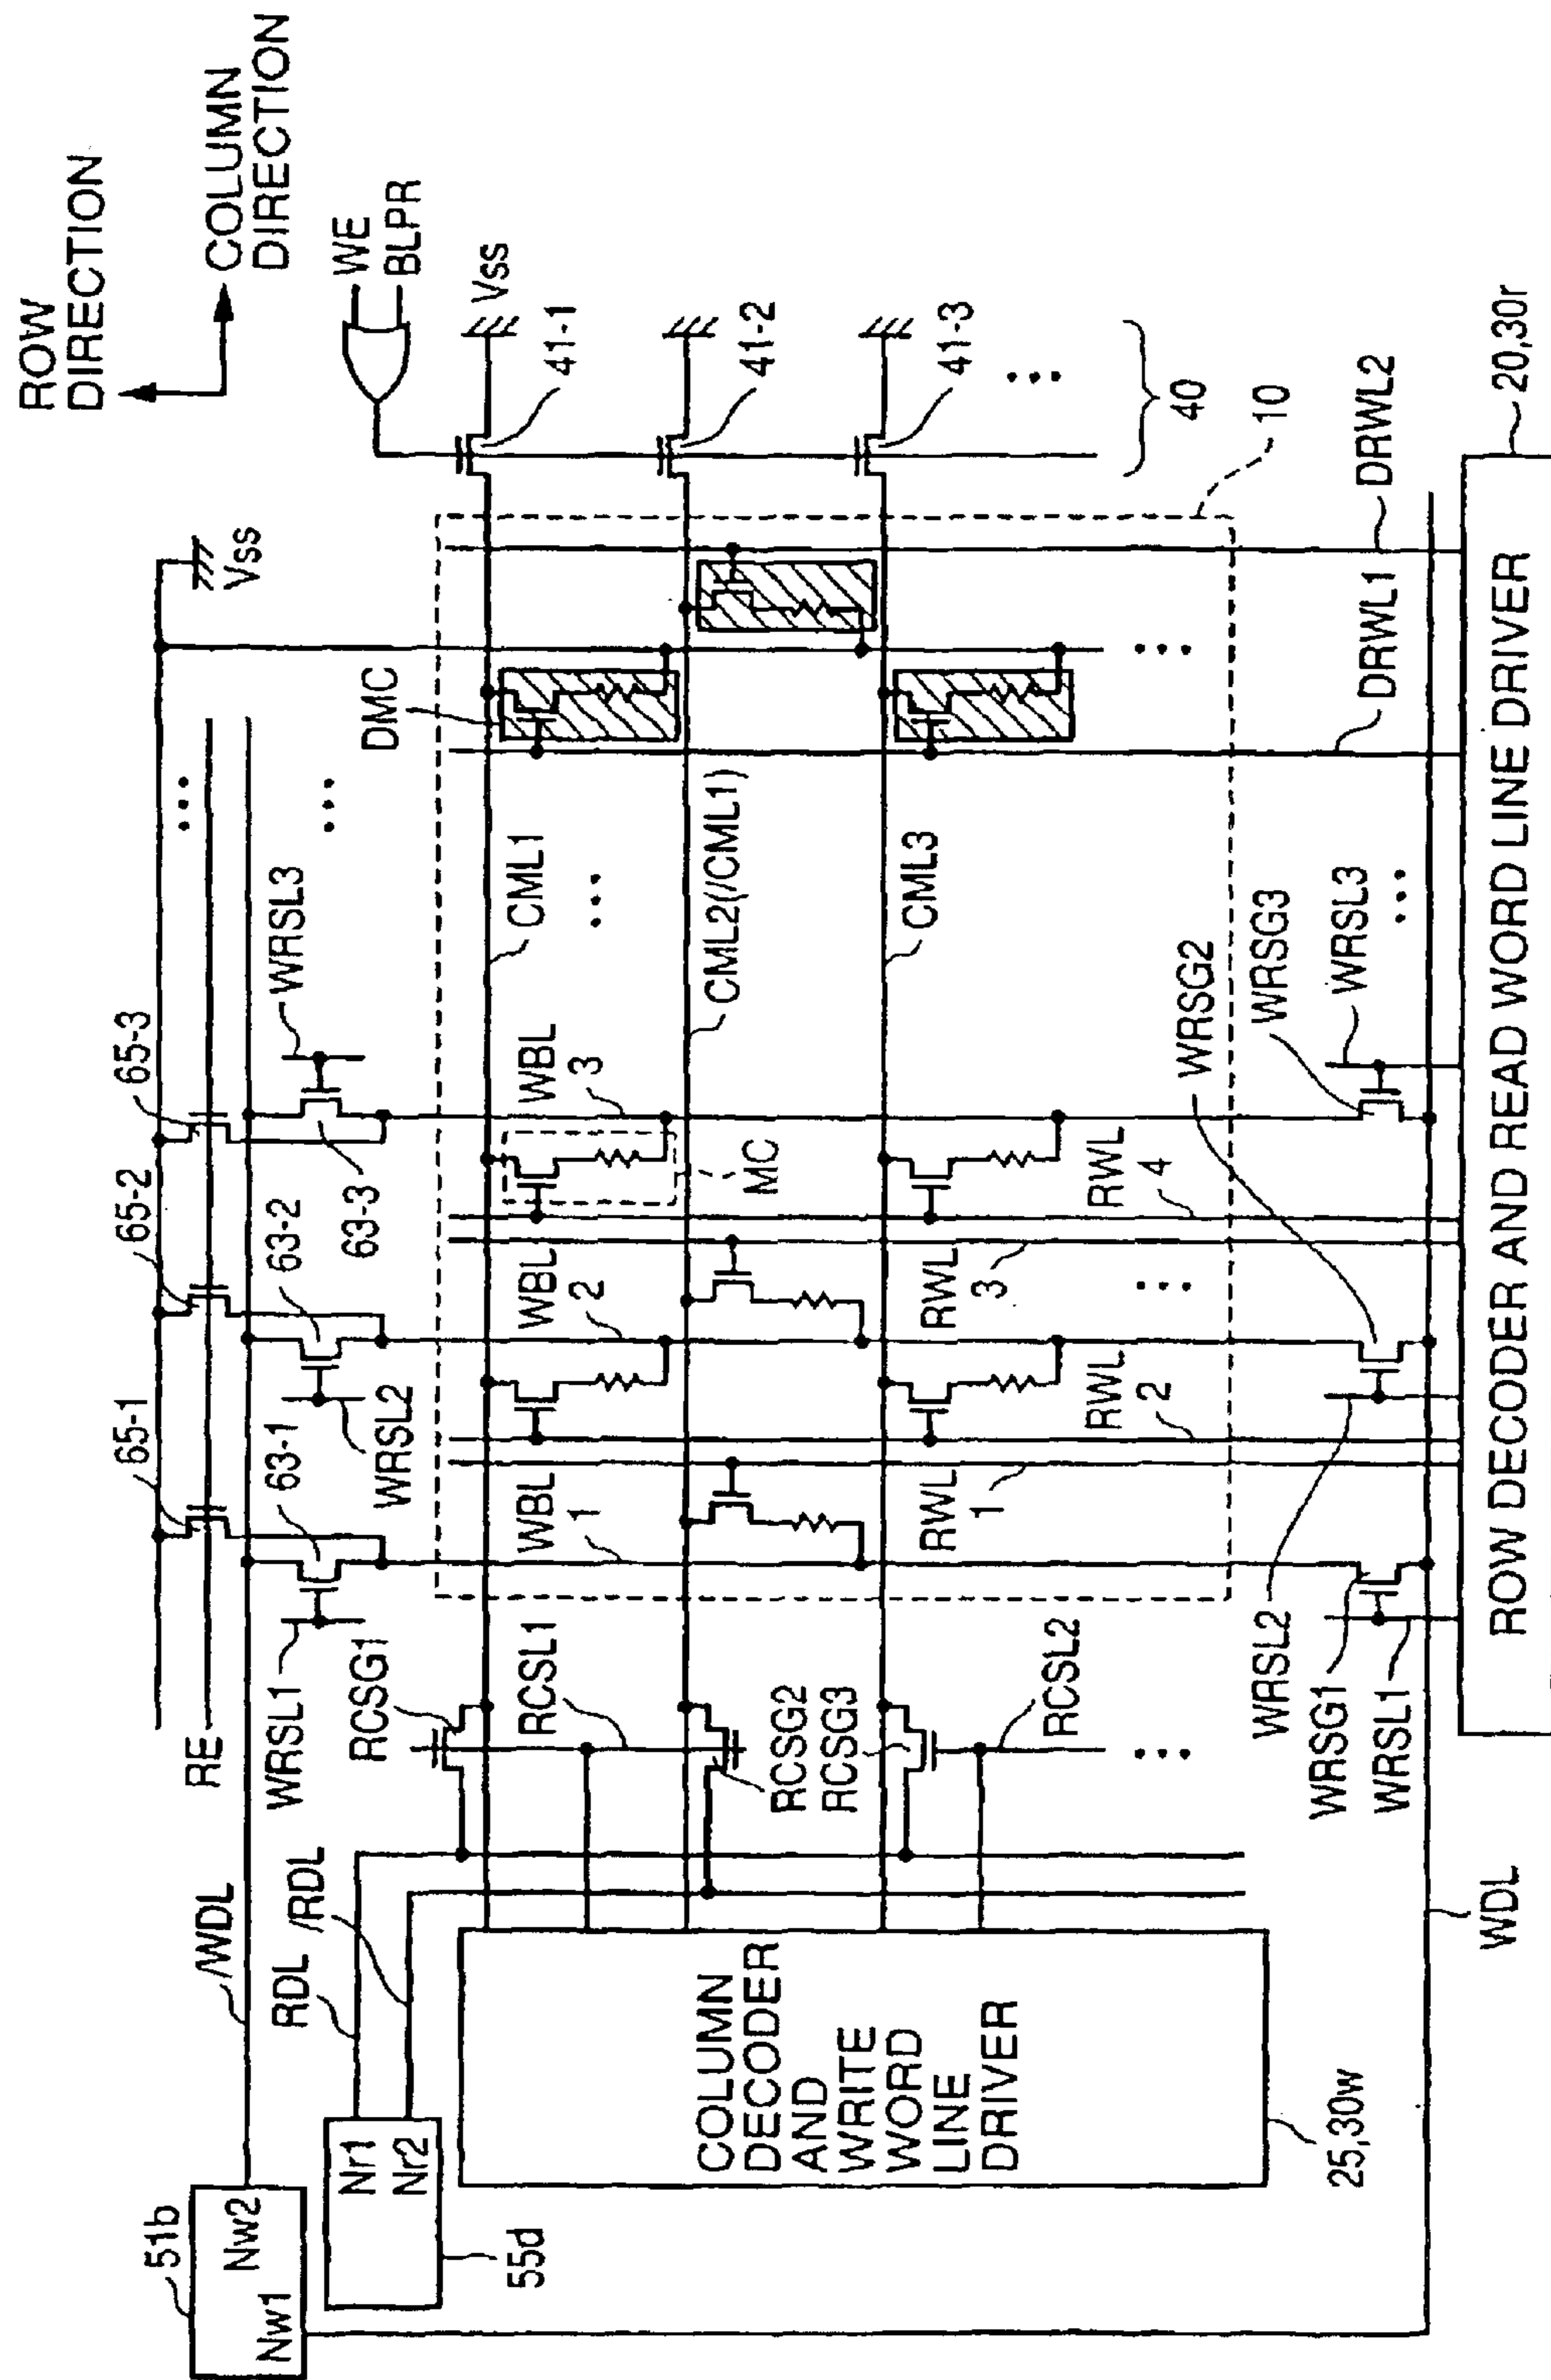 ROW
DIRECTION
COLUMN
DIRECTION
WE
BLPR
Vss
41-1
41-2
41-3
40
10
20,30r
Vss
DMC
DRWL1
DRWL2
65-1
65-2
65-3
RE
/WDL
WRSL1
63-1
WRSL2
63-2
63-3
WRSL3
CML1
CML2(/CML1)
CML3
WBL
1
WBL
2
WBL
3
MC
RWL
1
RWL
2
RWL
3
RWL
4
RCSG1
RCSL1
RCSG2
RCSG3
RCSL2
RDL
/RDL
51b
Nw2
Nw1
Nr1
Nr2
55d
COLUMN
DECODER
AND
WRITE
WORD
LINE
DRIVER
25,30w
WDL
WRSG1
WRSL1
WRSL2
WRSG2
WRSG3
WRSL3
ROW DECODER AND READ WORD LINE DRIVER